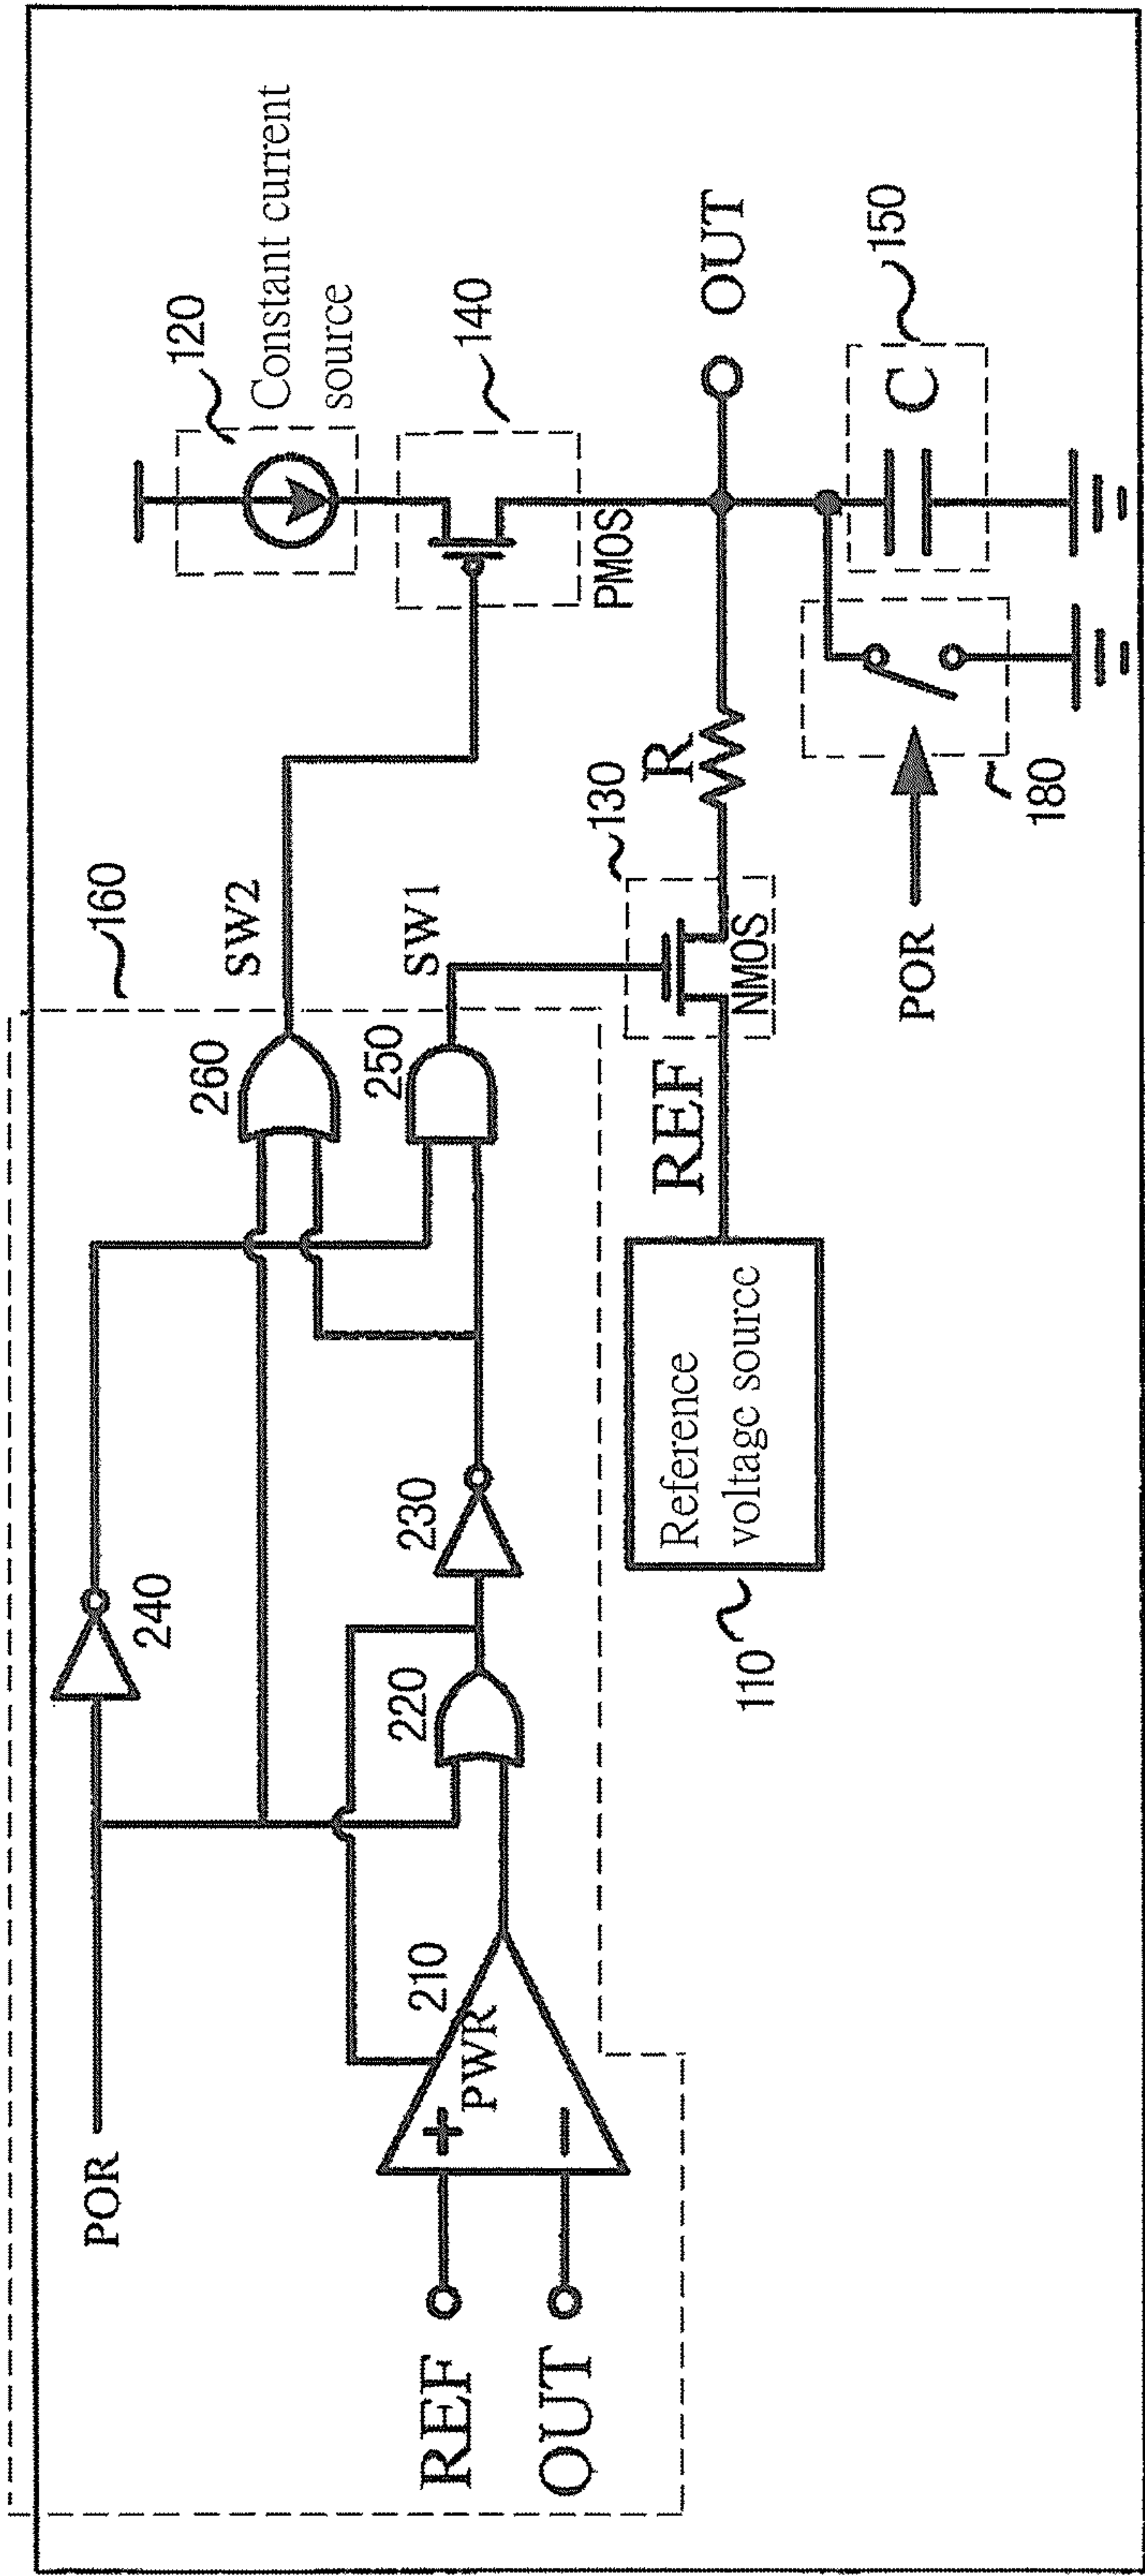 160
POR
240
260
SW2
120
Constant current
source
210
PWR
+
−
220
230
250
SW1
140
PMOS
REF
OUT
130
NMOS
R
OUT
REF
Reference
voltage source
110
C
150
POR
180